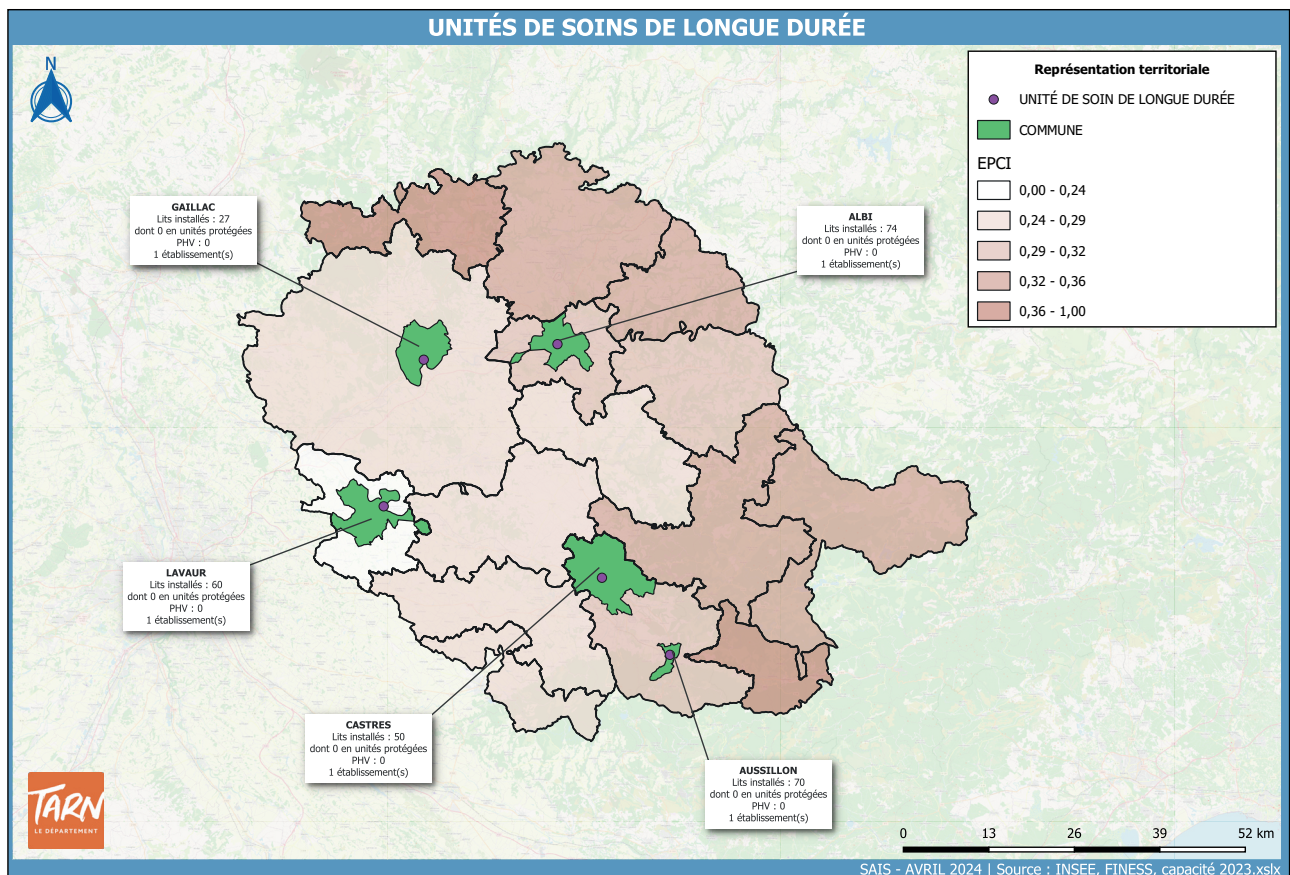 UNITÉS DE SOINS DE LONGUE DURÉE
N
Représentation territoriale
UNITÉ DE SOIN DE LONGUE DURÉE
COMMUNE
EPCI
0,00 - 0,24
0,24 - 0,29
0,29 - 0,32
0,32 - 0,36
0,36 - 1,00
GAILLAC
Lits installés : 27
dont 0 en unités protégées
PHV : 0
1 établissement(s)
ALBI
Lits installés : 74
dont 0 en unités protégées
PHV : 0
1 établissement(s)
LAVAUR
Lits installés : 60
dont 0 en unités protégées
PHV : 0
1 établissement(s)
CASTRES
Lits installés : 50
dont 0 en unités protégées
PHV : 0
1 établissement(s)
AUSSILLON
Lits installés : 70
dont 0 en unités protégées
PHV : 0
1 établissement(s)
TARN
LE DÉPARTEMENT
0 13 26 39 52 km
SAIS - AVRIL 2024 | Source : INSEE, FINESS, capacité 2023.xslx